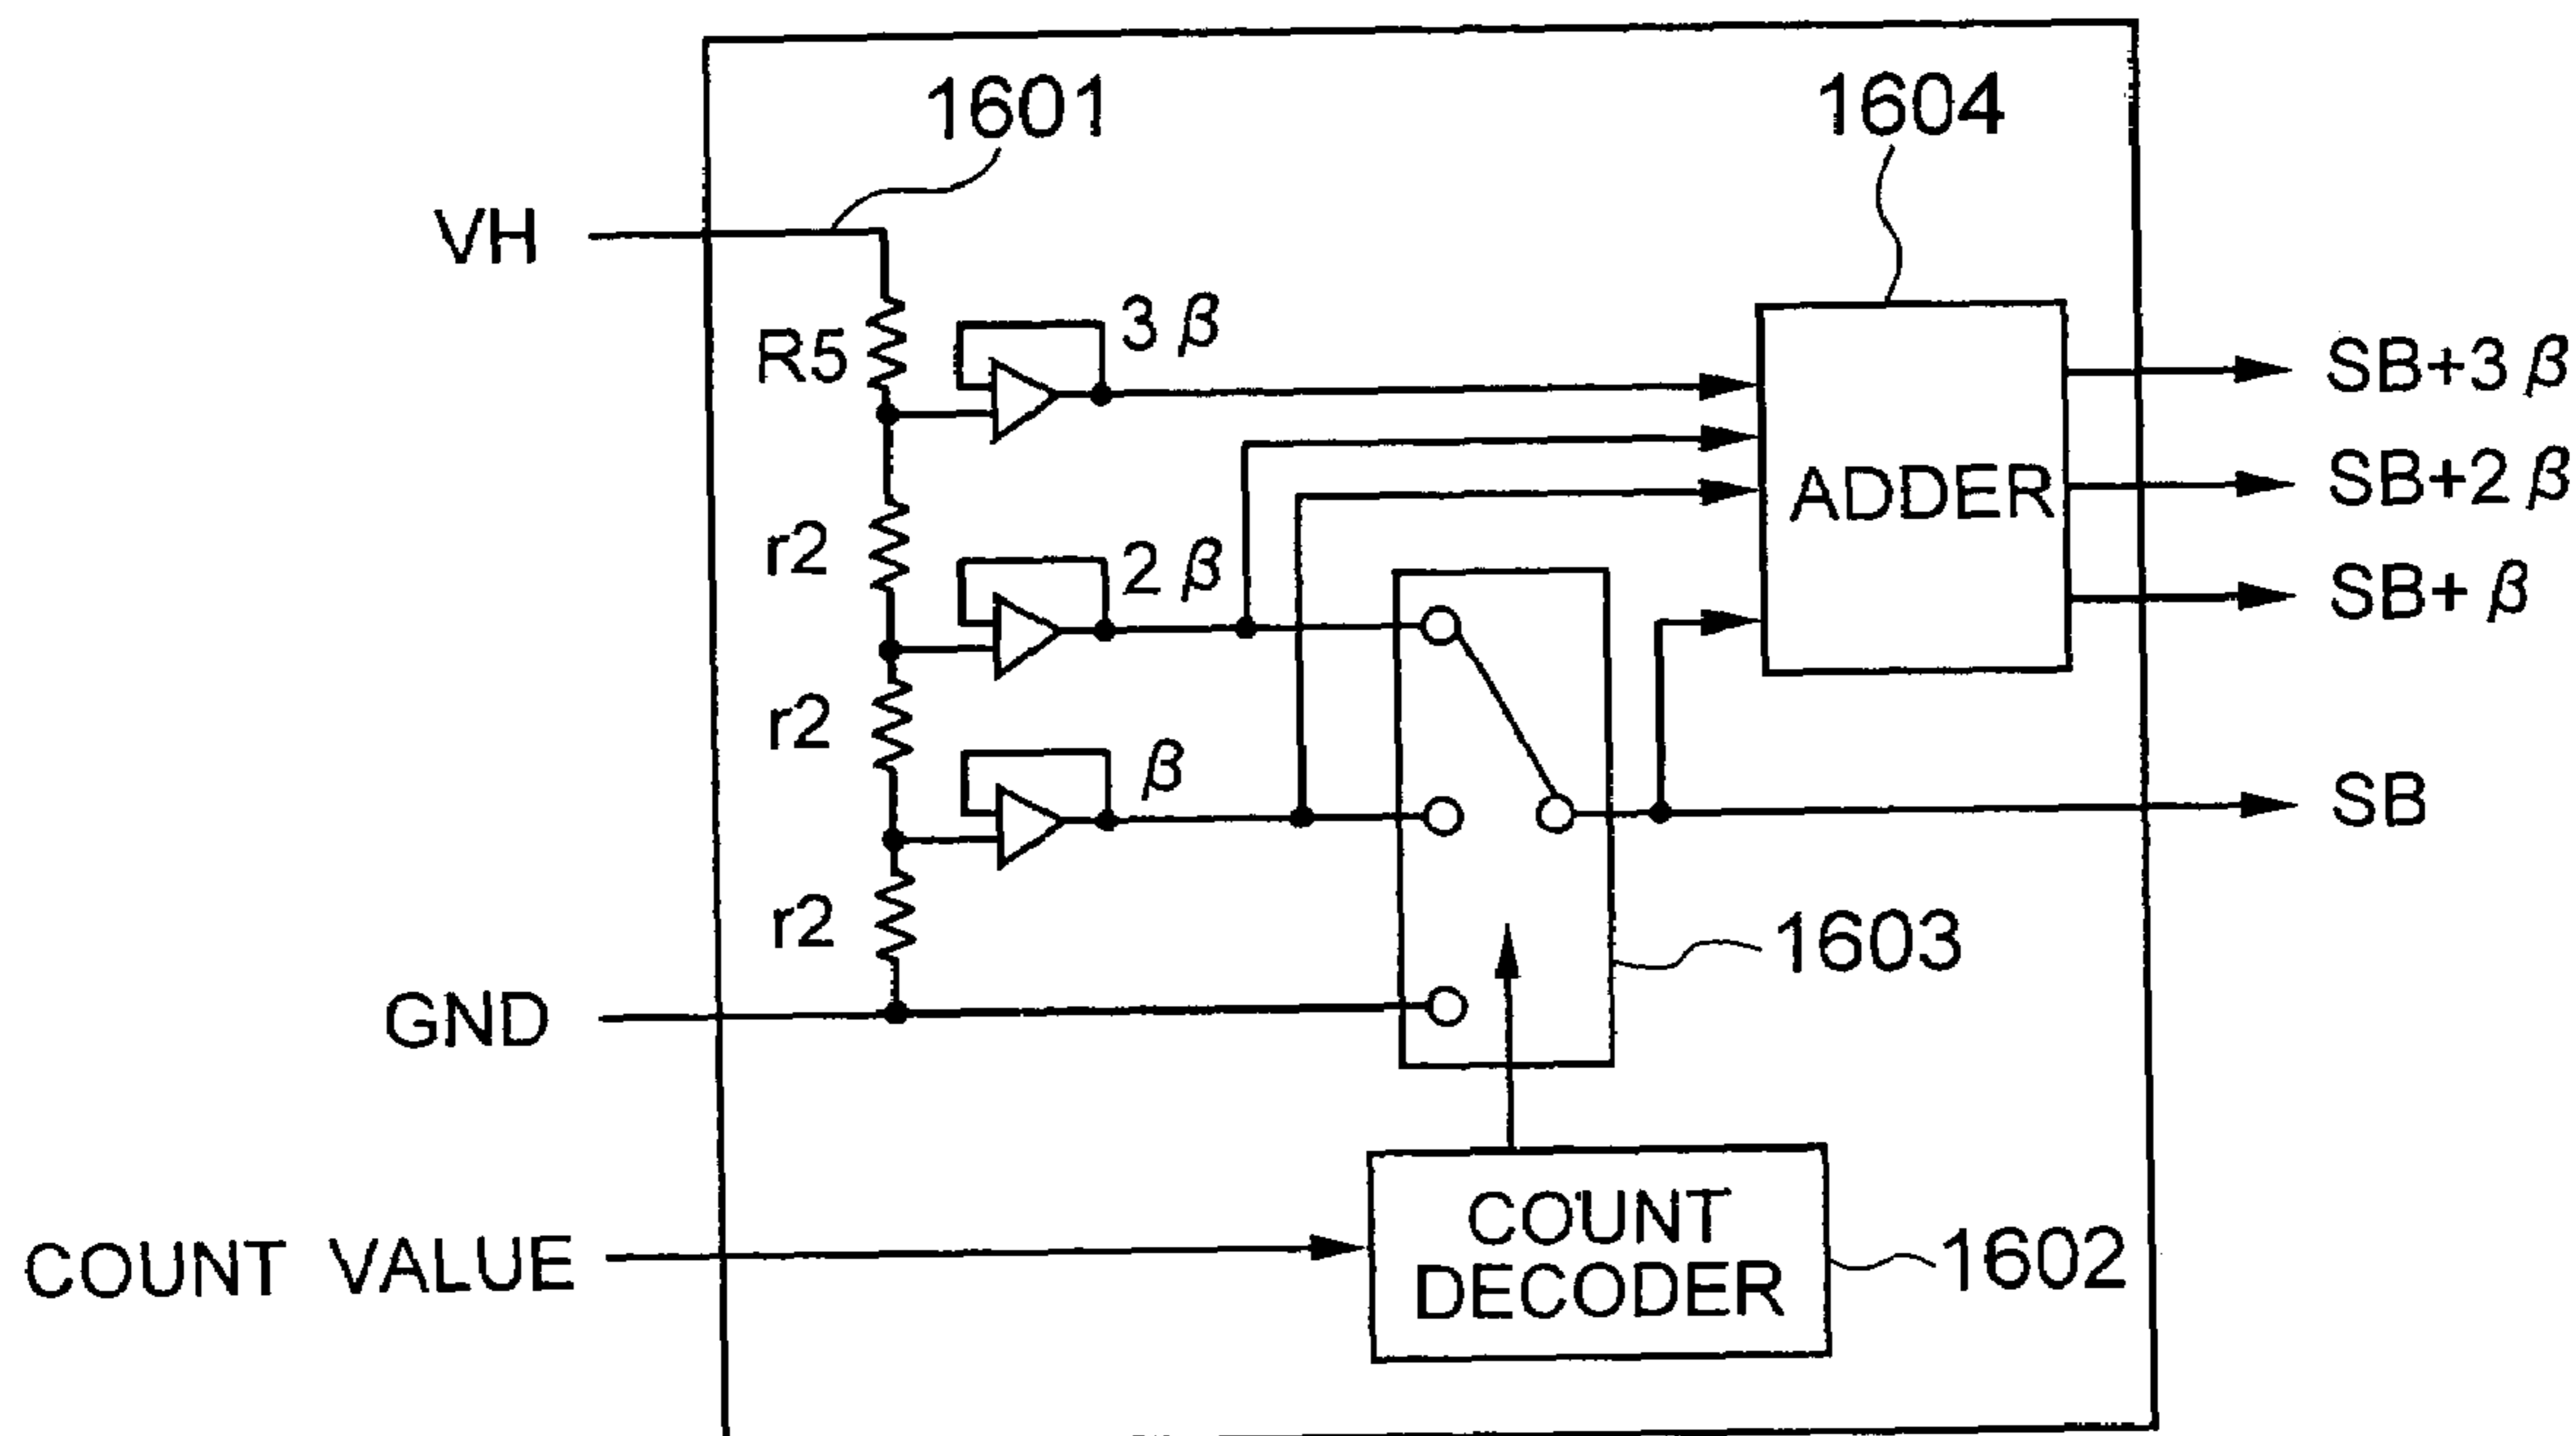 1601
1604
VH
R5
3β
SB+3β
ADDER
SB+2β
r2
2β
SB+β
r2
β
SB
r2
1603
GND
COUNT VALUE
COUNT
DECODER
1602